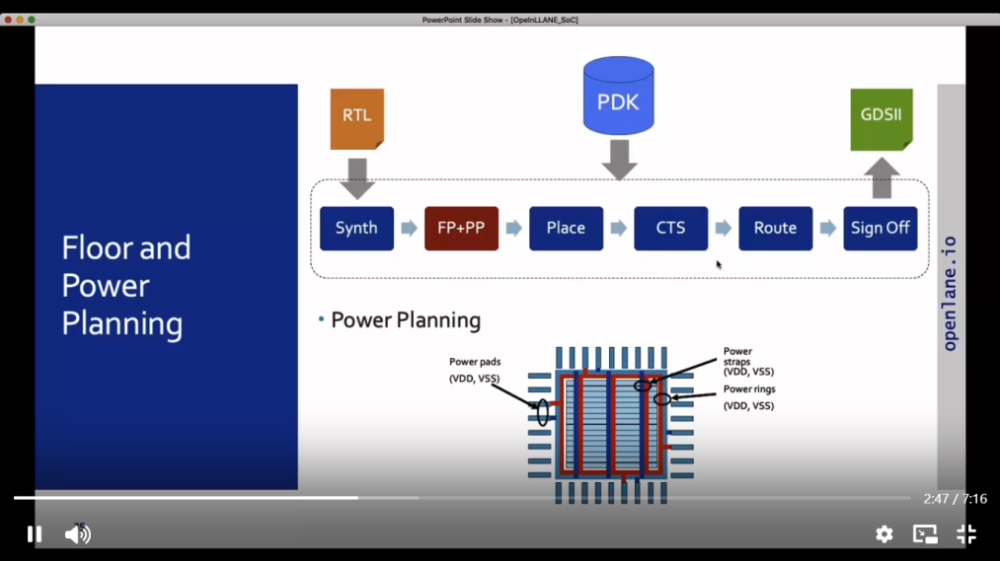 PowerPoint Slide Show - [OpelnLLANE_SoC]
RTL
PDK
GDSII
Synth
FP+PP
Place
CTS
Route
Sign Off
Floor and
Power
Planning
openlane.io
• Power Planning
Power pads
(VDD, VSS)
Power
straps
(VDD, VSS)
Power rings
(VDD, VSS)
2:47 / 7:16